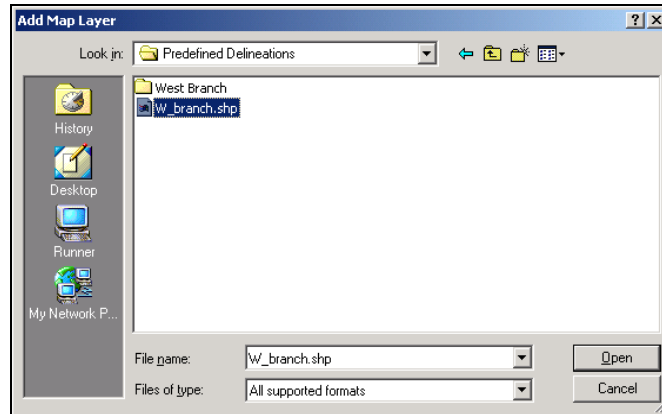 Add Map Layer
Look in: Predefined Delineations
West Branch
W_branch.shp
History
Desktop
Runner
My Network P...
File name: W_branch.shp Open
Files of type: All supported formats Cancel